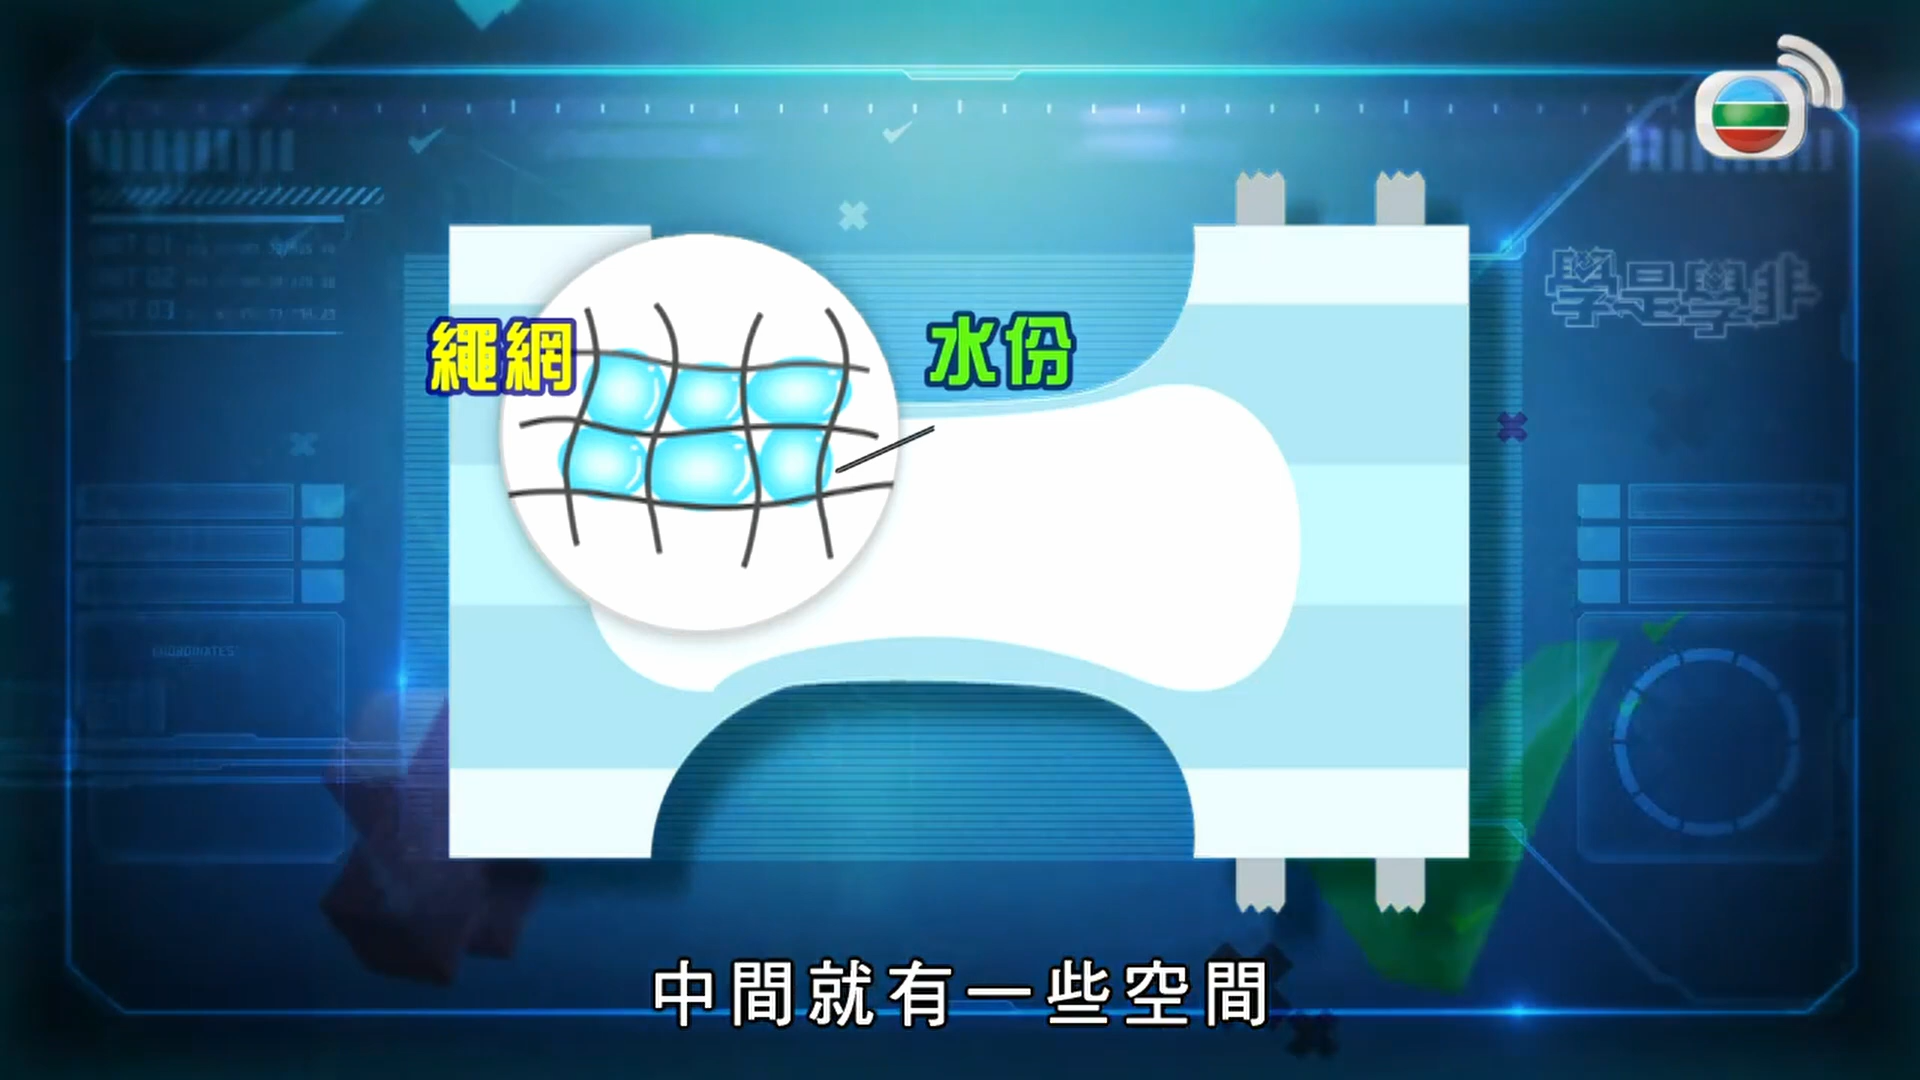 學是學非
繩網
水份
中間就有一些空間